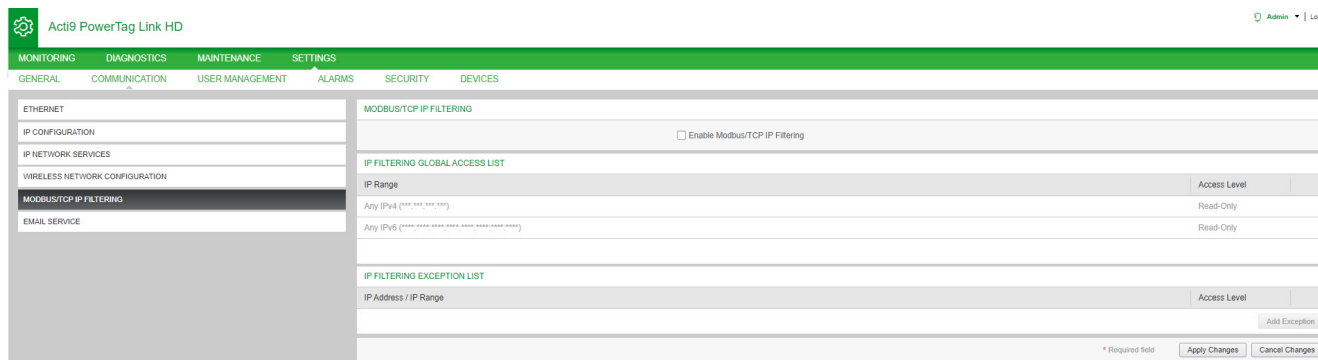 Acti9 PowerTag Link HD
Admin | Lo
MONITORING DIAGNOSTICS MAINTENANCE SETTINGS
GENERAL COMMUNICATION USER MANAGEMENT ALARMS SECURITY DEVICES
ETHERNET
IP CONFIGURATION
IP NETWORK SERVICES
WIRELESS NETWORK CONFIGURATION
MODBUS/TCP IP FILTERING
EMAIL SERVICE
MODBUS/TCP IP FILTERING
Enable Modbus/TCP IP Filtering
IP FILTERING GLOBAL ACCESS LIST
IP Range Access Level
Any IPv4 (***.***.***.***) Read-Only
Any IPv6 (****:****:****:****:****:****:****:****) Read-Only
IP FILTERING EXCEPTION LIST
IP Address / IP Range Access Level
Add Exception
* Required field Apply Changes Cancel Changes